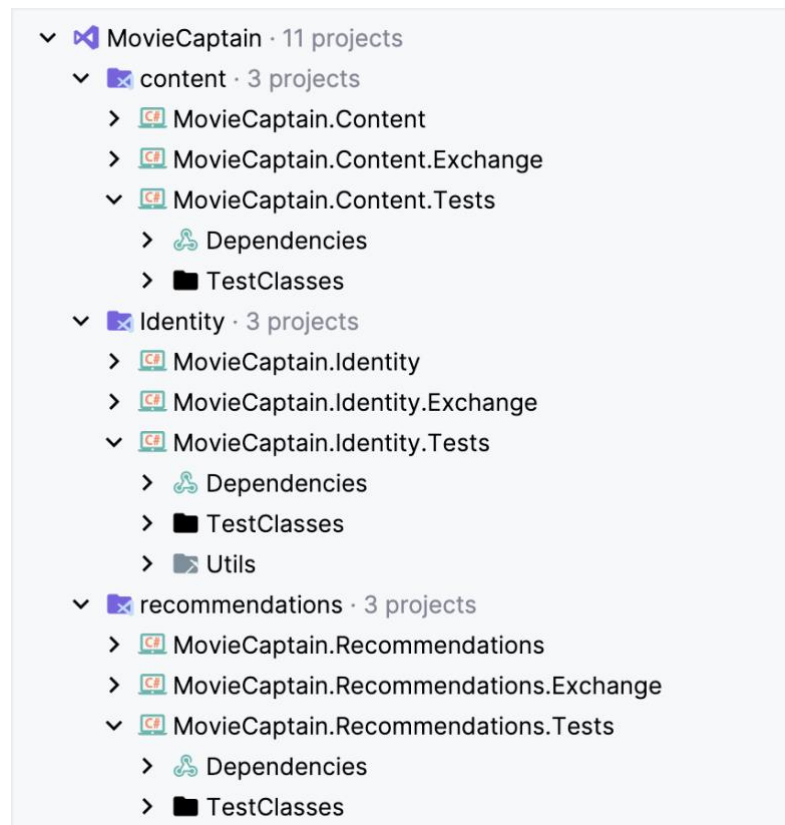 MovieCaptain · 11 projects
content · 3 projects
C# MovieCaptain.Content
C# MovieCaptain.Content.Exchange
C# MovieCaptain.Content.Tests
Dependencies
TestClasses
Identity · 3 projects
C# MovieCaptain.Identity
C# MovieCaptain.Identity.Exchange
C# MovieCaptain.Identity.Tests
Dependencies
TestClasses
Utils
recommendations · 3 projects
C# MovieCaptain.Recommendations
C# MovieCaptain.Recommendations.Exchange
C# MovieCaptain.Recommendations.Tests
Dependencies
TestClasses